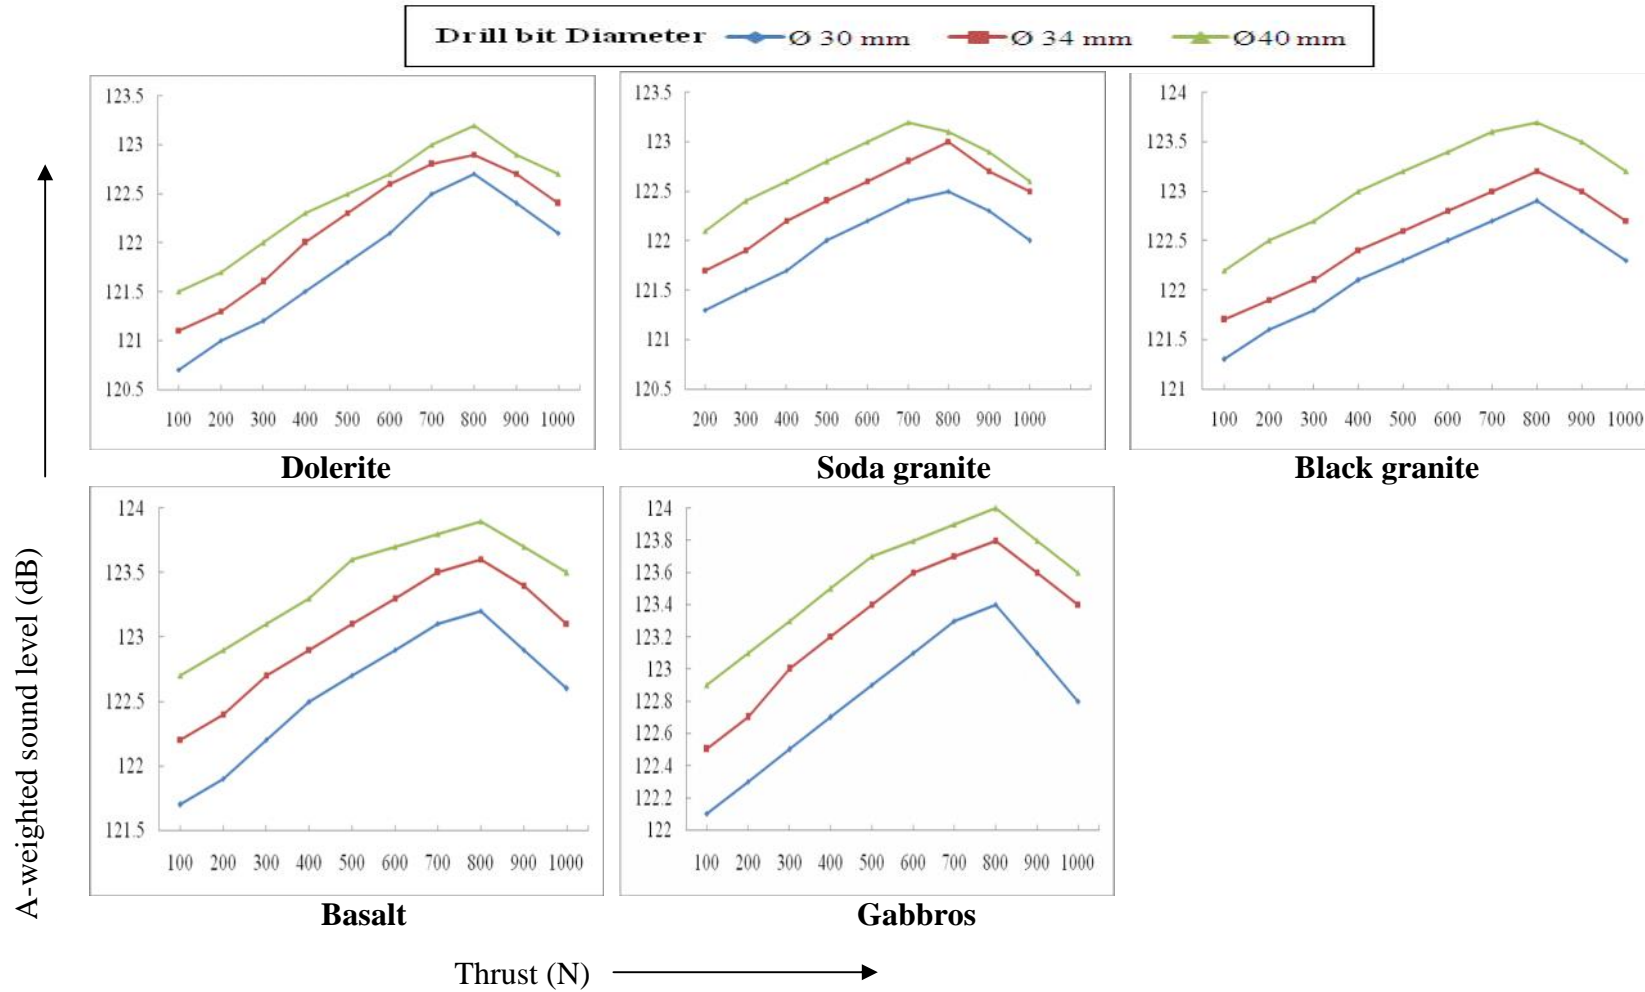 Drill bit Diameter Ø 30 mm Ø 34 mm Ø 40 mm
123.5
123
122.5
122
121.5
121
120.5
100 200 300 400 500 600 700 800 900 1000
Dolerite
123.5
123
122.5
122
121.5
121
120.5
200 300 400 500 600 700 800 900 1000
Soda granite
124
123.5
123
122.5
122
121.5
121
100 200 300 400 500 600 700 800 900 1000
Black granite
124
123.5
123
122.5
122
121.5
100 200 300 400 500 600 700 800 900 1000
Basalt
124
123.8
123.6
123.4
123.2
123
122.8
122.6
122.4
122.2
122
100 200 300 400 500 600 700 800 900 1000
Gabbros
A-weighted sound level (dB)
Thrust (N)